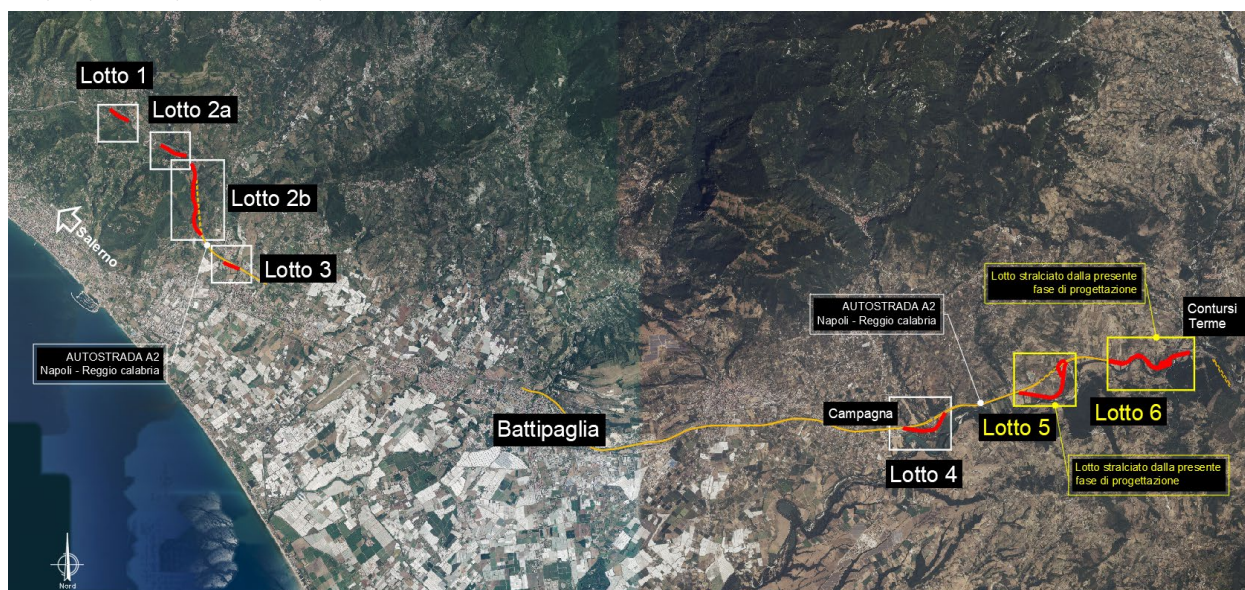 Lotto 1
Lotto 2a
Lotto 2b
Salerno
Lotto 3
AUTOSTRADA A2
Napoli - Reggio calabria
Battipaglia
AUTOSTRADA A2
Napoli - Reggio calabria
Lotto stralciato dalla presente
fase di progettazione
Contursi
Terme
Campagna
Lotto 4
Lotto 5
Lotto 6
Lotto stralciato dalla presente
fase di progettazione
Nord